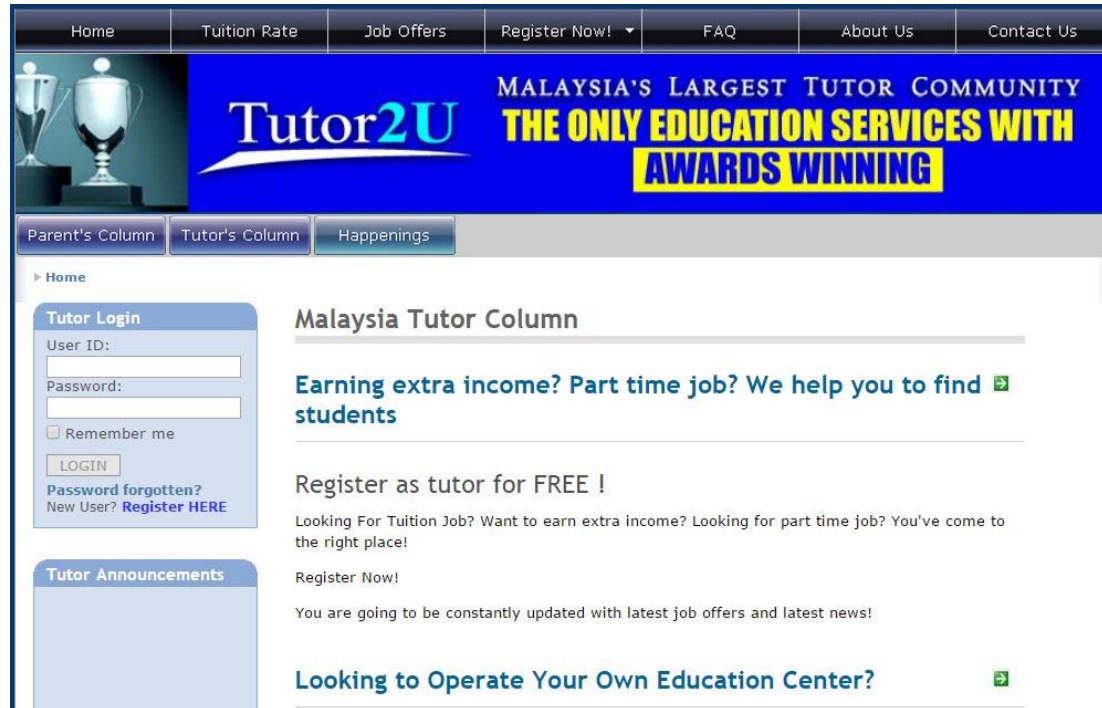 Home Tuition Rate Job Offers Register Now! FAQ About Us Contact Us
Tutor2U
MALAYSIA'S LARGEST TUTOR COMMUNITY
THE ONLY EDUCATION SERVICES WITH
AWARDS WINNING
Parent's Column Tutor's Column Happenings
Home
Tutor Login
User ID:
Password:
Remember me
LOGIN
Password forgotten?
New User? Register HERE
Tutor Announcements
Malaysia Tutor Column
Earning extra income? Part time job? We help you to find
students
Register as tutor for FREE !
Looking For Tuition Job? Want to earn extra income? Looking for part time job? You've come to
the right place!
Register Now!
You are going to be constantly updated with latest job offers and latest news!
Looking to Operate Your Own Education Center?